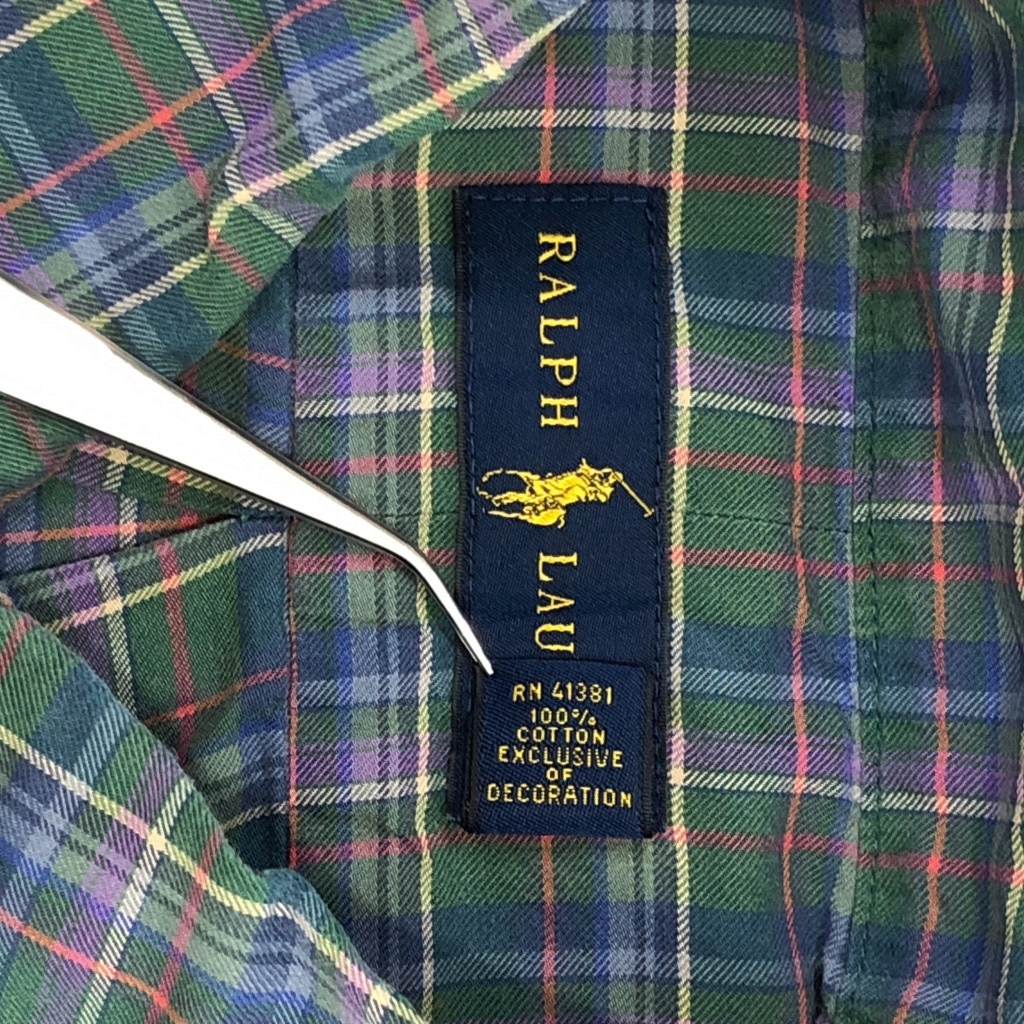 RALPH LAU
RN 41381
100%
COTTON
EXCLUSIVE
OF
DECORATION